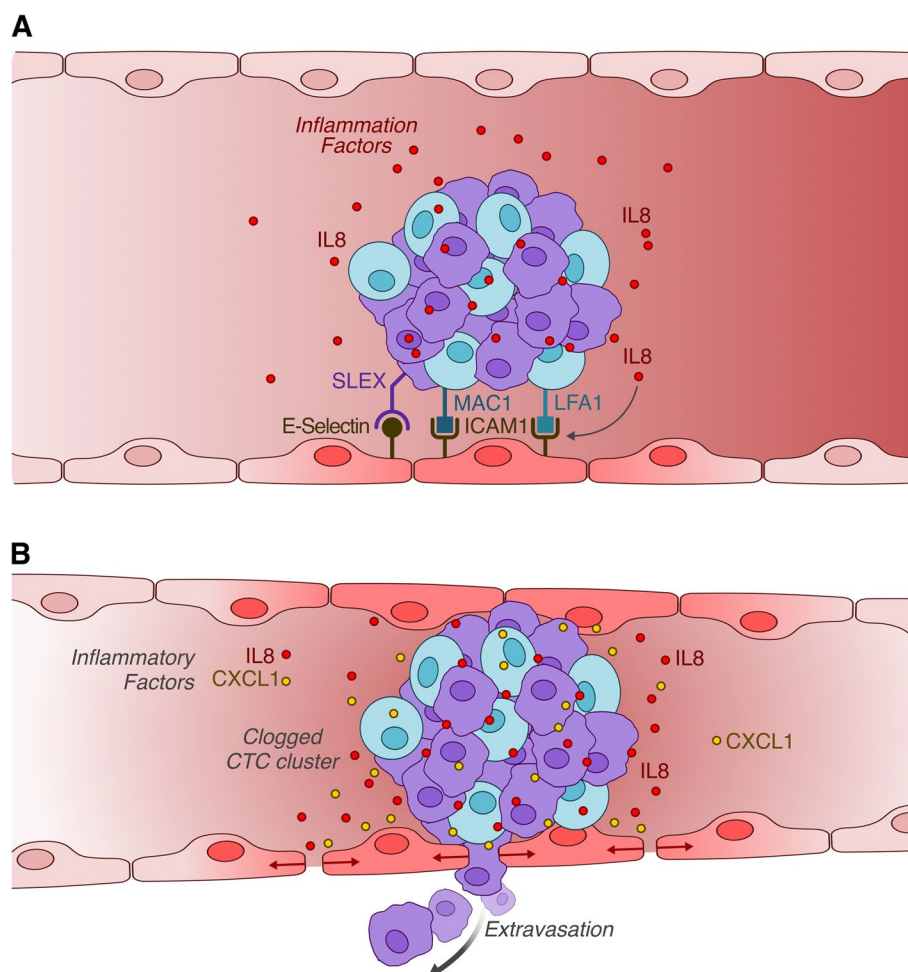 A
Inflammation
Factors
IL8
IL8
IL8
SLEX
MAC1
LFA1
E-Selectin
ICAM1
B
Inflammatory
Factors
IL8
CXCL1
IL8
Clogged
CTC cluster
CXCL1
IL8
Extravasation